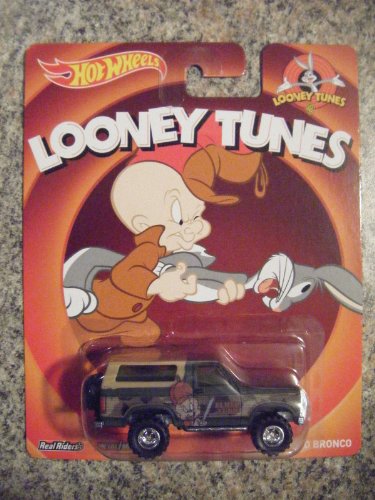 HOT WHEELS
LOONEY TUNES
LOONEY TUNES
Real Riders
BRONCO